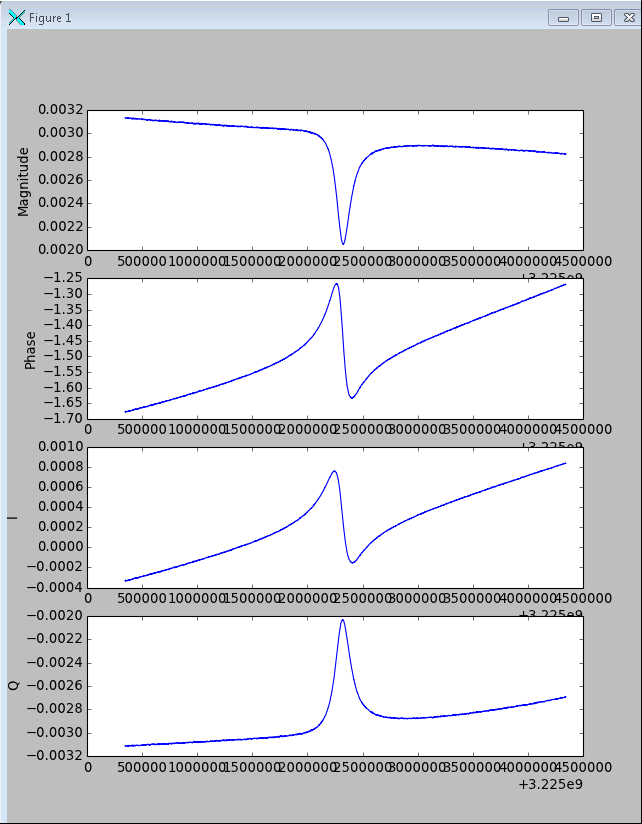 Figure 1
Magnitude
0.0032
0.0030
0.0028
0.0026
0.0024
0.0022
0.0020
0 500000 1000000 1500000 2000000 2500000 3000000 3500000 4000000 4500000
+3.225e9
Phase
−1.25
−1.30
−1.35
−1.40
−1.45
−1.50
−1.55
−1.60
−1.65
−1.70
0 500000 1000000 1500000 2000000 2500000 3000000 3500000 4000000 4500000
+3.225e9
I
0.0010
0.0008
0.0006
0.0004
0.0002
0.0000
−0.0002
−0.0004
0 500000 1000000 1500000 2000000 2500000 3000000 3500000 4000000 4500000
+3.225e9
Q
−0.0020
−0.0022
−0.0024
−0.0026
−0.0028
−0.0030
−0.0032
0 500000 1000000 1500000 2000000 2500000 3000000 3500000 4000000 4500000
+3.225e9